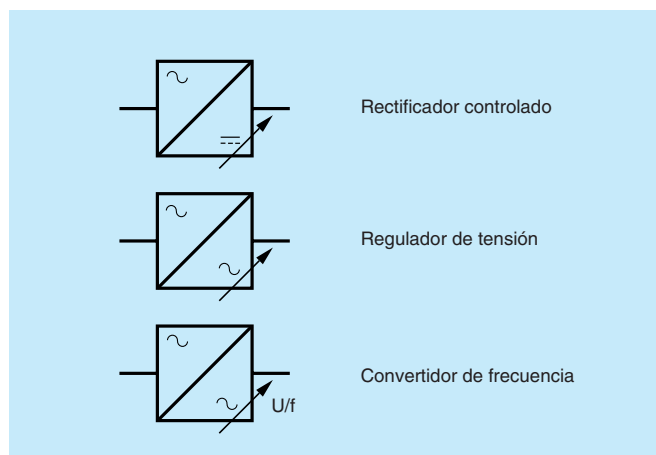 Rectificador controlado
Regulador de tensión
Convertidor de frecuencia
U/f